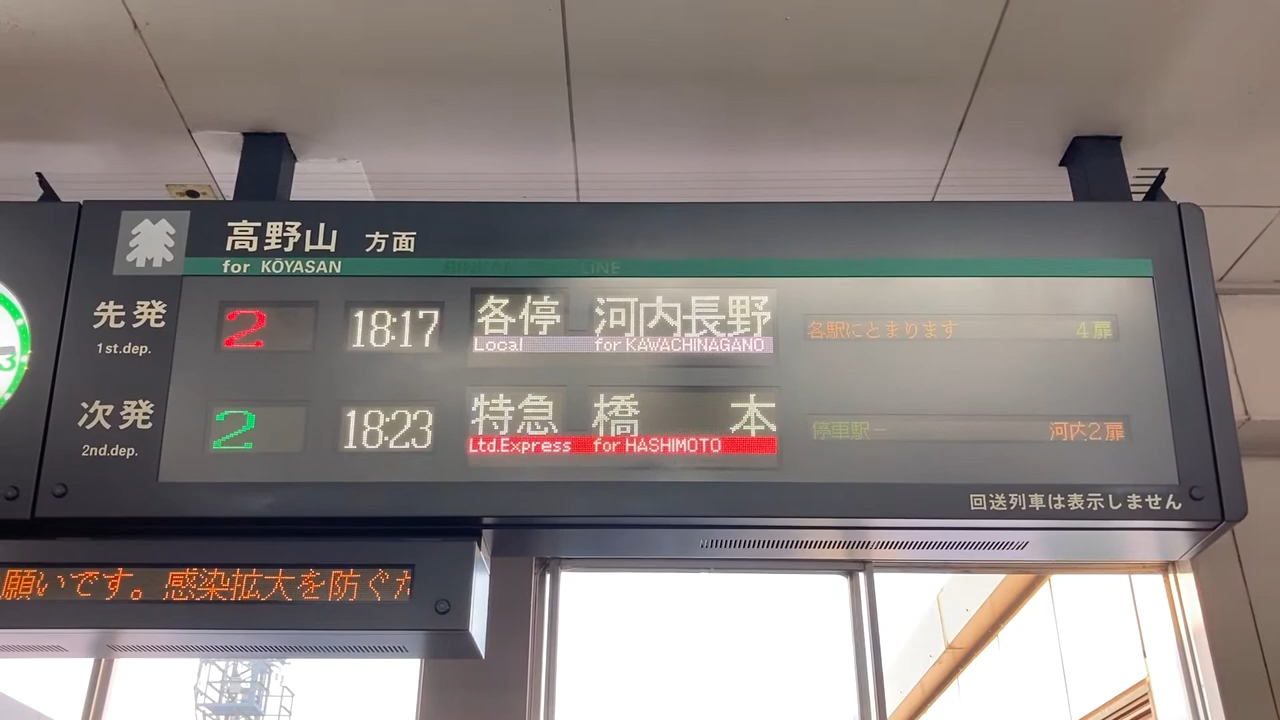 高野山 方面
for KŌYASAN
先発 2 18:17 各停 河内長野 各駅にとまります 4扉
1st.dep. Local for KAWACHINAGANO
次発 2 18:23 特急 橋本 停車駅ー 河内2扉
2nd.dep. Ltd.Express for HASHIMOTO
回送列車は表示しません
願いです。感染拡大を防ぐ
3